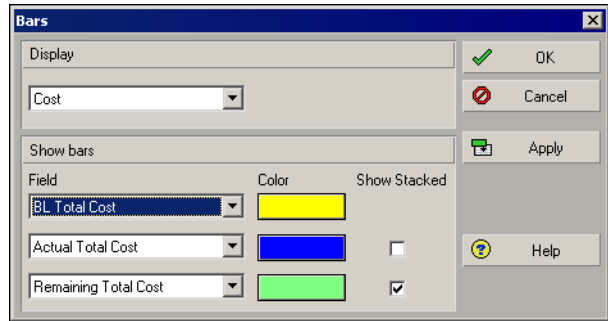 Bars
Display
OK
Cost
Cancel
Show bars
Apply
Field Color Show Stacked
BL Total Cost
Actual Total Cost
Help
Remaining Total Cost